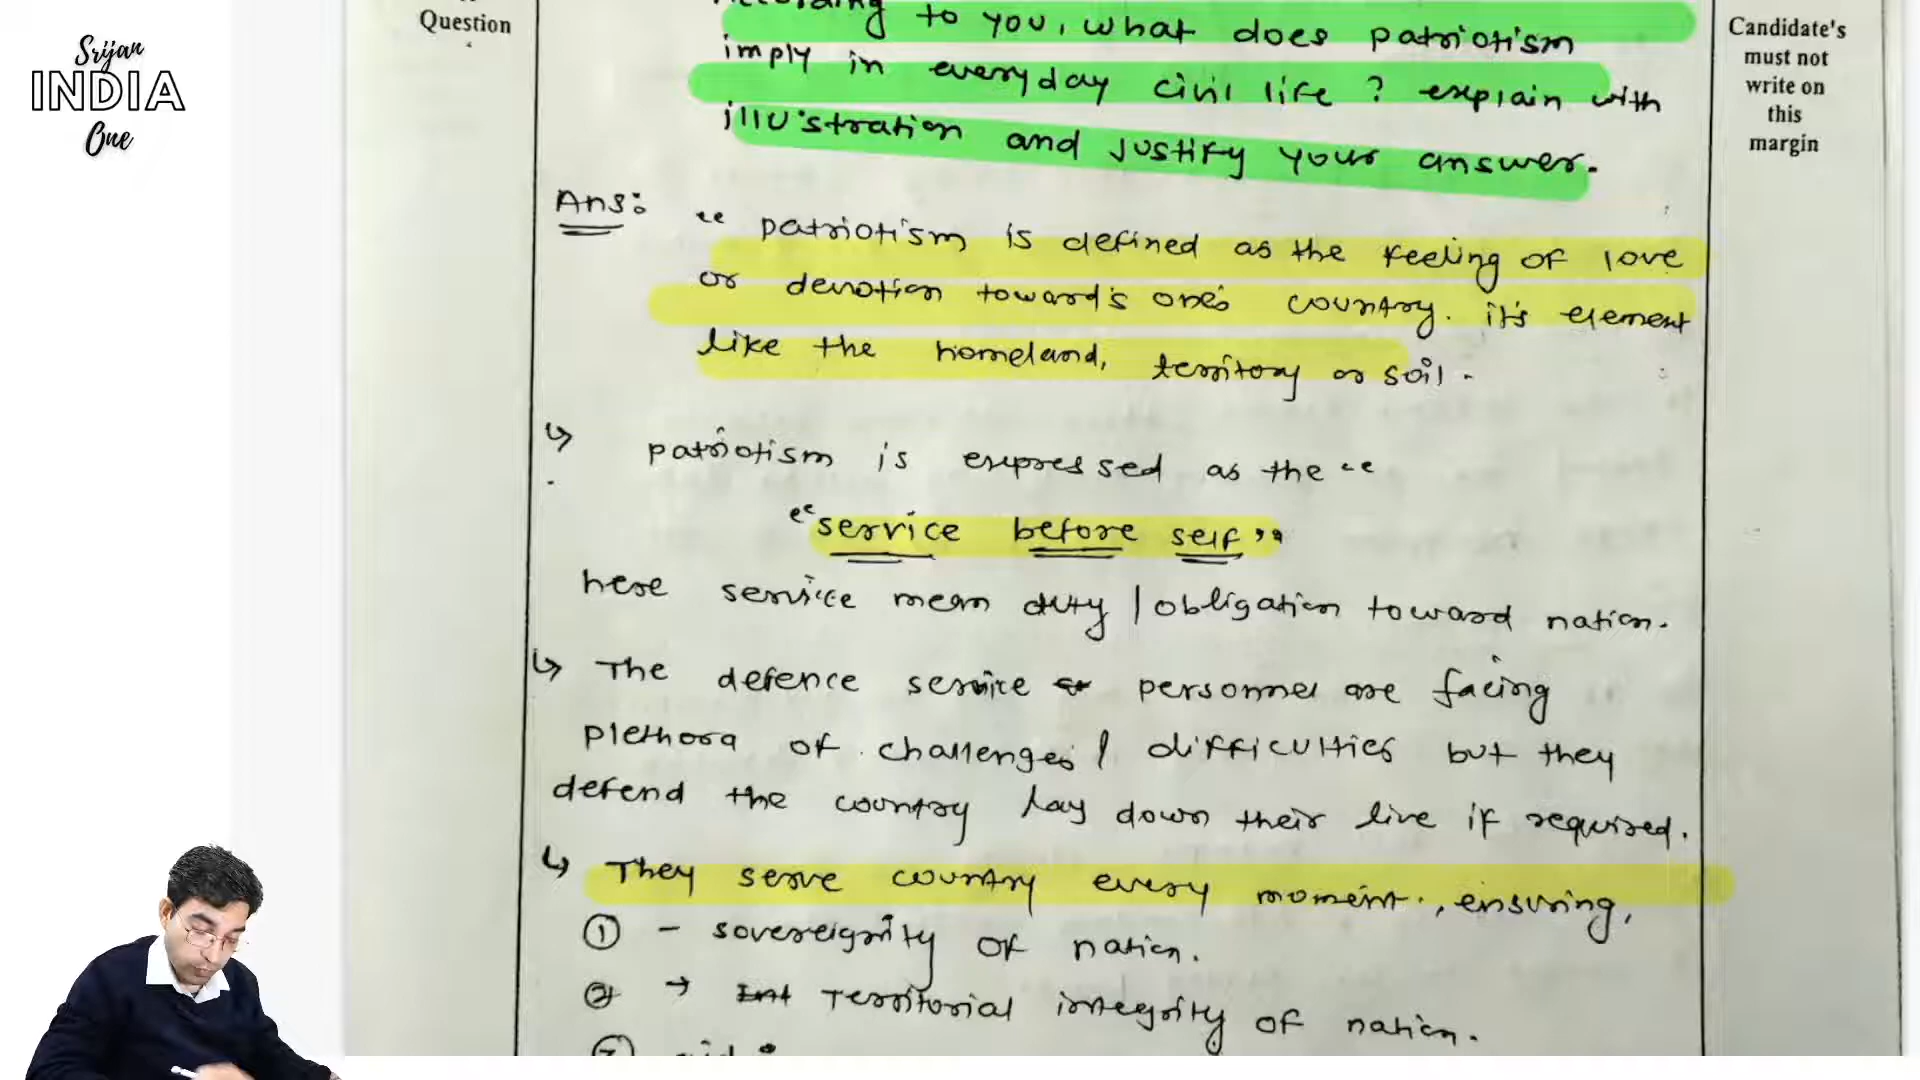 Srijan
INDIA
One
Question
Candidate's
must not
write on
this
margin
to you, what does patriotism
imply in everyday civil life ? explain with
illustration and justify your answer.
Ans: " patriotism is defined as the feeling of love
or devotion toward's one's country. it's element
like the homeland, territory or soil.
↳ patriotism is expressed as the "
"service before self"
here service mean duty / obligation toward nation.
↳ The defence service personnel are facing
plethora of challenges / difficulties but they
defend the country lay down their live if required.
↳ They serve country every moment., ensuring,
① - sovereignity of nation.
② → Int Territorial integrity of nation.